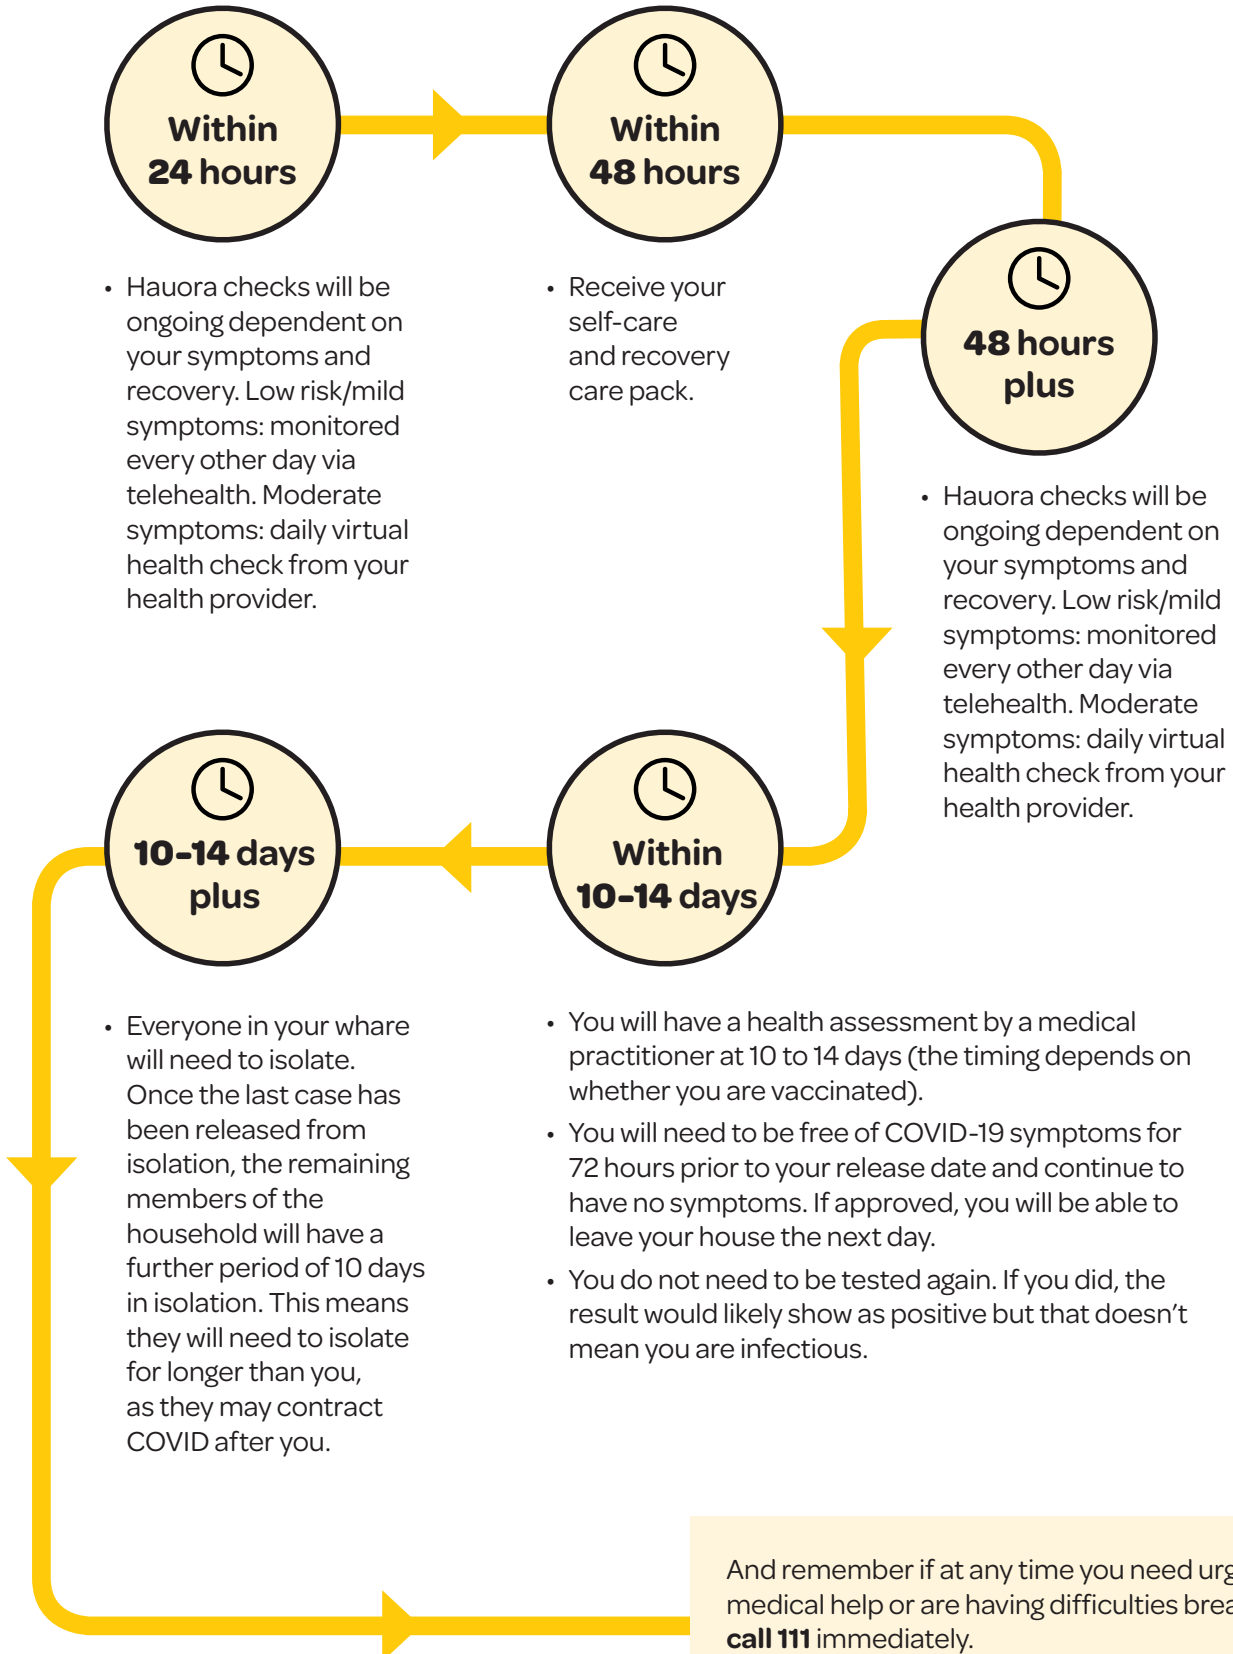 Within
24 hours
Within
48 hours
48 hours
plus
• Hauora checks will be
ongoing dependent on
your symptoms and
recovery. Low risk/mild
symptoms: monitored
every other day via
telehealth. Moderate
symptoms: daily virtual
health check from your
health provider.
• Receive your
self-care
and recovery
care pack.
• Hauora checks will be
ongoing dependent on
your symptoms and
recovery. Low risk/mild
symptoms: monitored
every other day via
telehealth. Moderate
symptoms: daily virtual
health check from your
health provider.
Within
10-14 days
• You will have a health assessment by a medical
practitioner at 10 to 14 days (the timing depends on
whether you are vaccinated).
• You will need to be free of COVID-19 symptoms for
72 hours prior to your release date and continue to
have no symptoms. If approved, you will be able to
leave your house the next day.
• You do not need to be tested again. If you did, the
result would likely show as positive but that doesn’t
mean you are infectious.
10-14 days
plus
• Everyone in your whare
will need to isolate.
Once the last case has
been released from
isolation, the remaining
members of the
household will have a
further period of 10 days
in isolation. This means
they will need to isolate
for longer than you,
as they may contract
COVID after you.
And remember if at any time you need
medical help or are having difficulties
call 111 immediately.